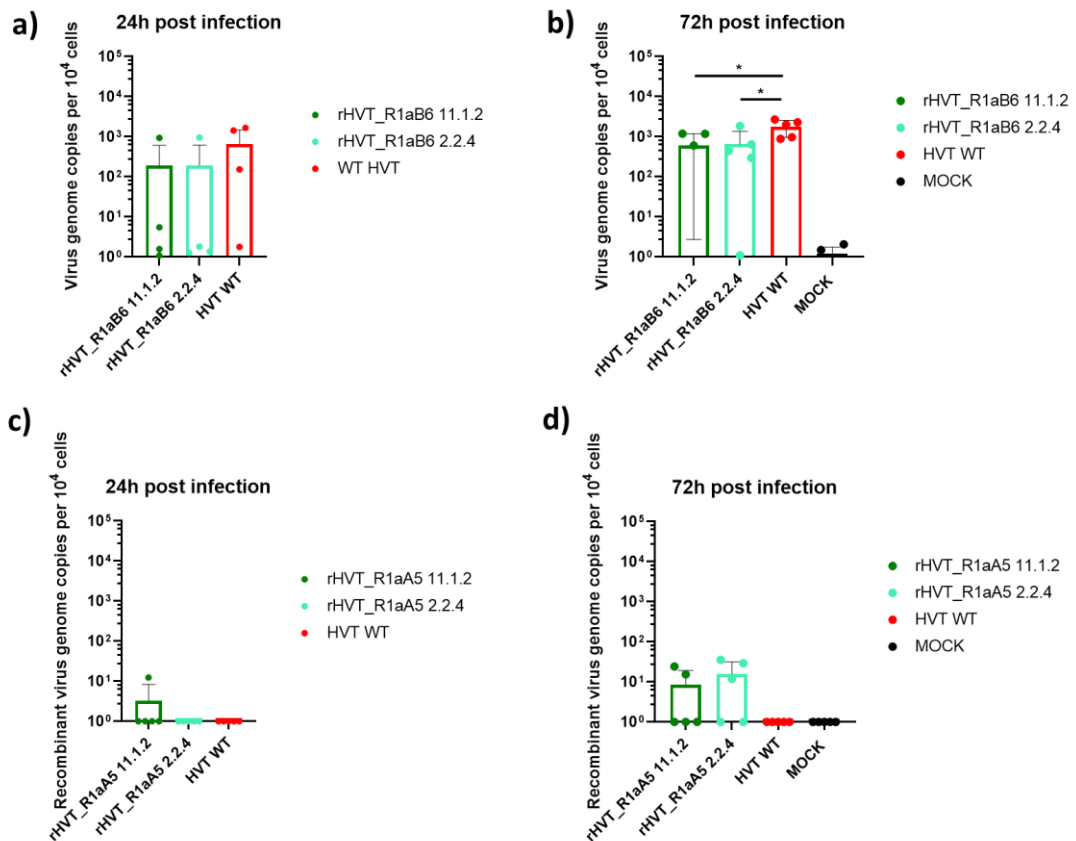 a)
24h post infection
Virus genome copies per 10⁴ cells
10⁵
10⁴
10³
10²
10¹
10⁰
rHVT_R1aB6 11.1.2
rHVT_R1aB6 2.2.4
HVT WT
rHVT_R1aB6 11.1.2
rHVT_R1aB6 2.2.4
WT HVT
b)
72h post infection
Virus genome copies per 10⁴ cells
10⁵
10⁴
10³
10²
10¹
10⁰
*
*
rHVT_R1aB6 11.1.2
rHVT_R1aB6 2.2.4
HVT WT
MOCK
rHVT_R1aB6 11.1.2
rHVT_R1aB6 2.2.4
HVT WT
MOCK
c)
24h post infection
Recombinant virus genome copies per 10⁴ cells
10⁵
10⁴
10³
10²
10¹
10⁰
rHVT_R1aA5 11.1.2
rHVT_R1aA5 2.2.4
HVT WT
rHVT_R1aA5 11.1.2
rHVT_R1aA5 2.2.4
HVT WT
d)
72h post infection
Recombinant virus genome copies per 10⁴ cells
10⁵
10⁴
10³
10²
10¹
10⁰
rHVT_R1aA5 11.1.2
rHVT_R1aA5 2.2.4
HVT WT
MOCK
rHVT_R1aA5 11.1.2
rHVT_R1aA5 2.2.4
HVT WT
MOCK